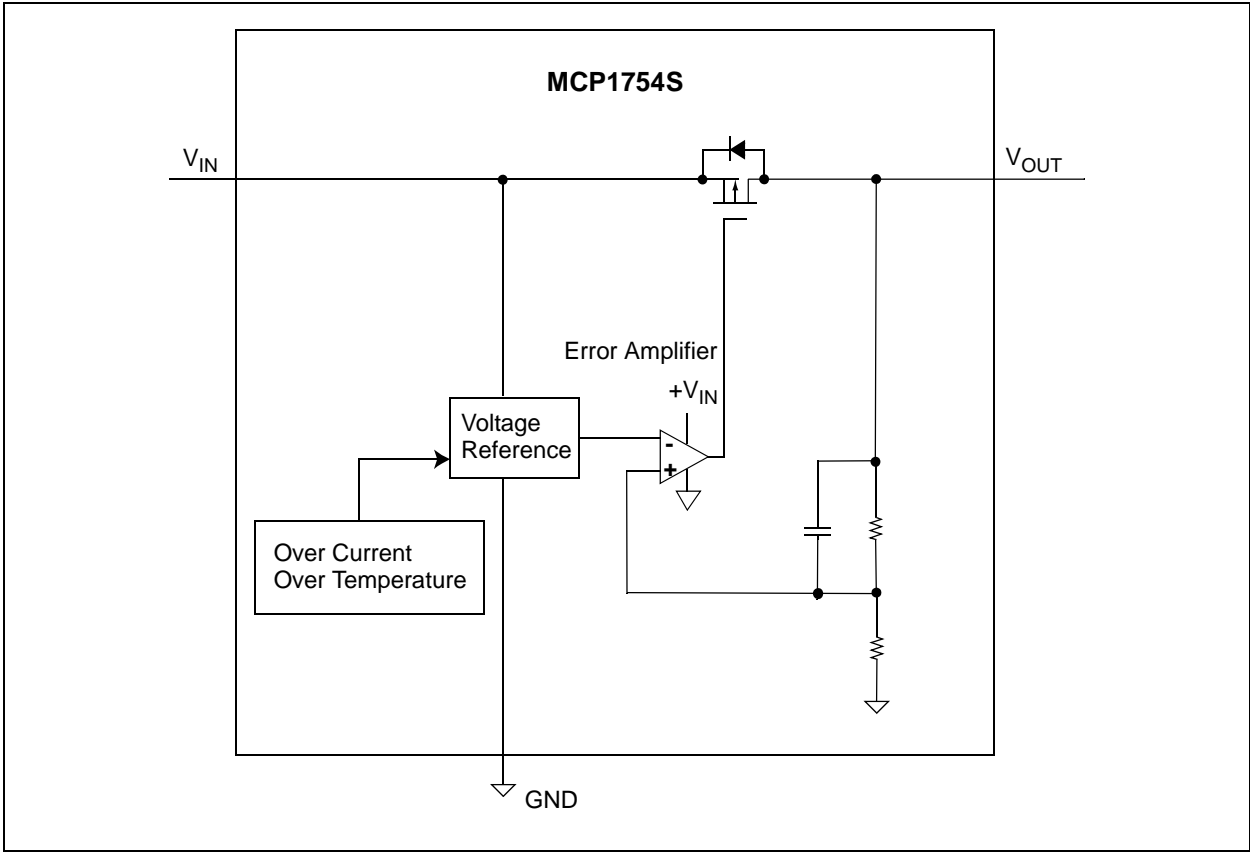 MCP1754S
V_IN
V_OUT
Error Amplifier
+V_IN
Voltage
Reference
-
+
Over Current
Over Temperature
GND